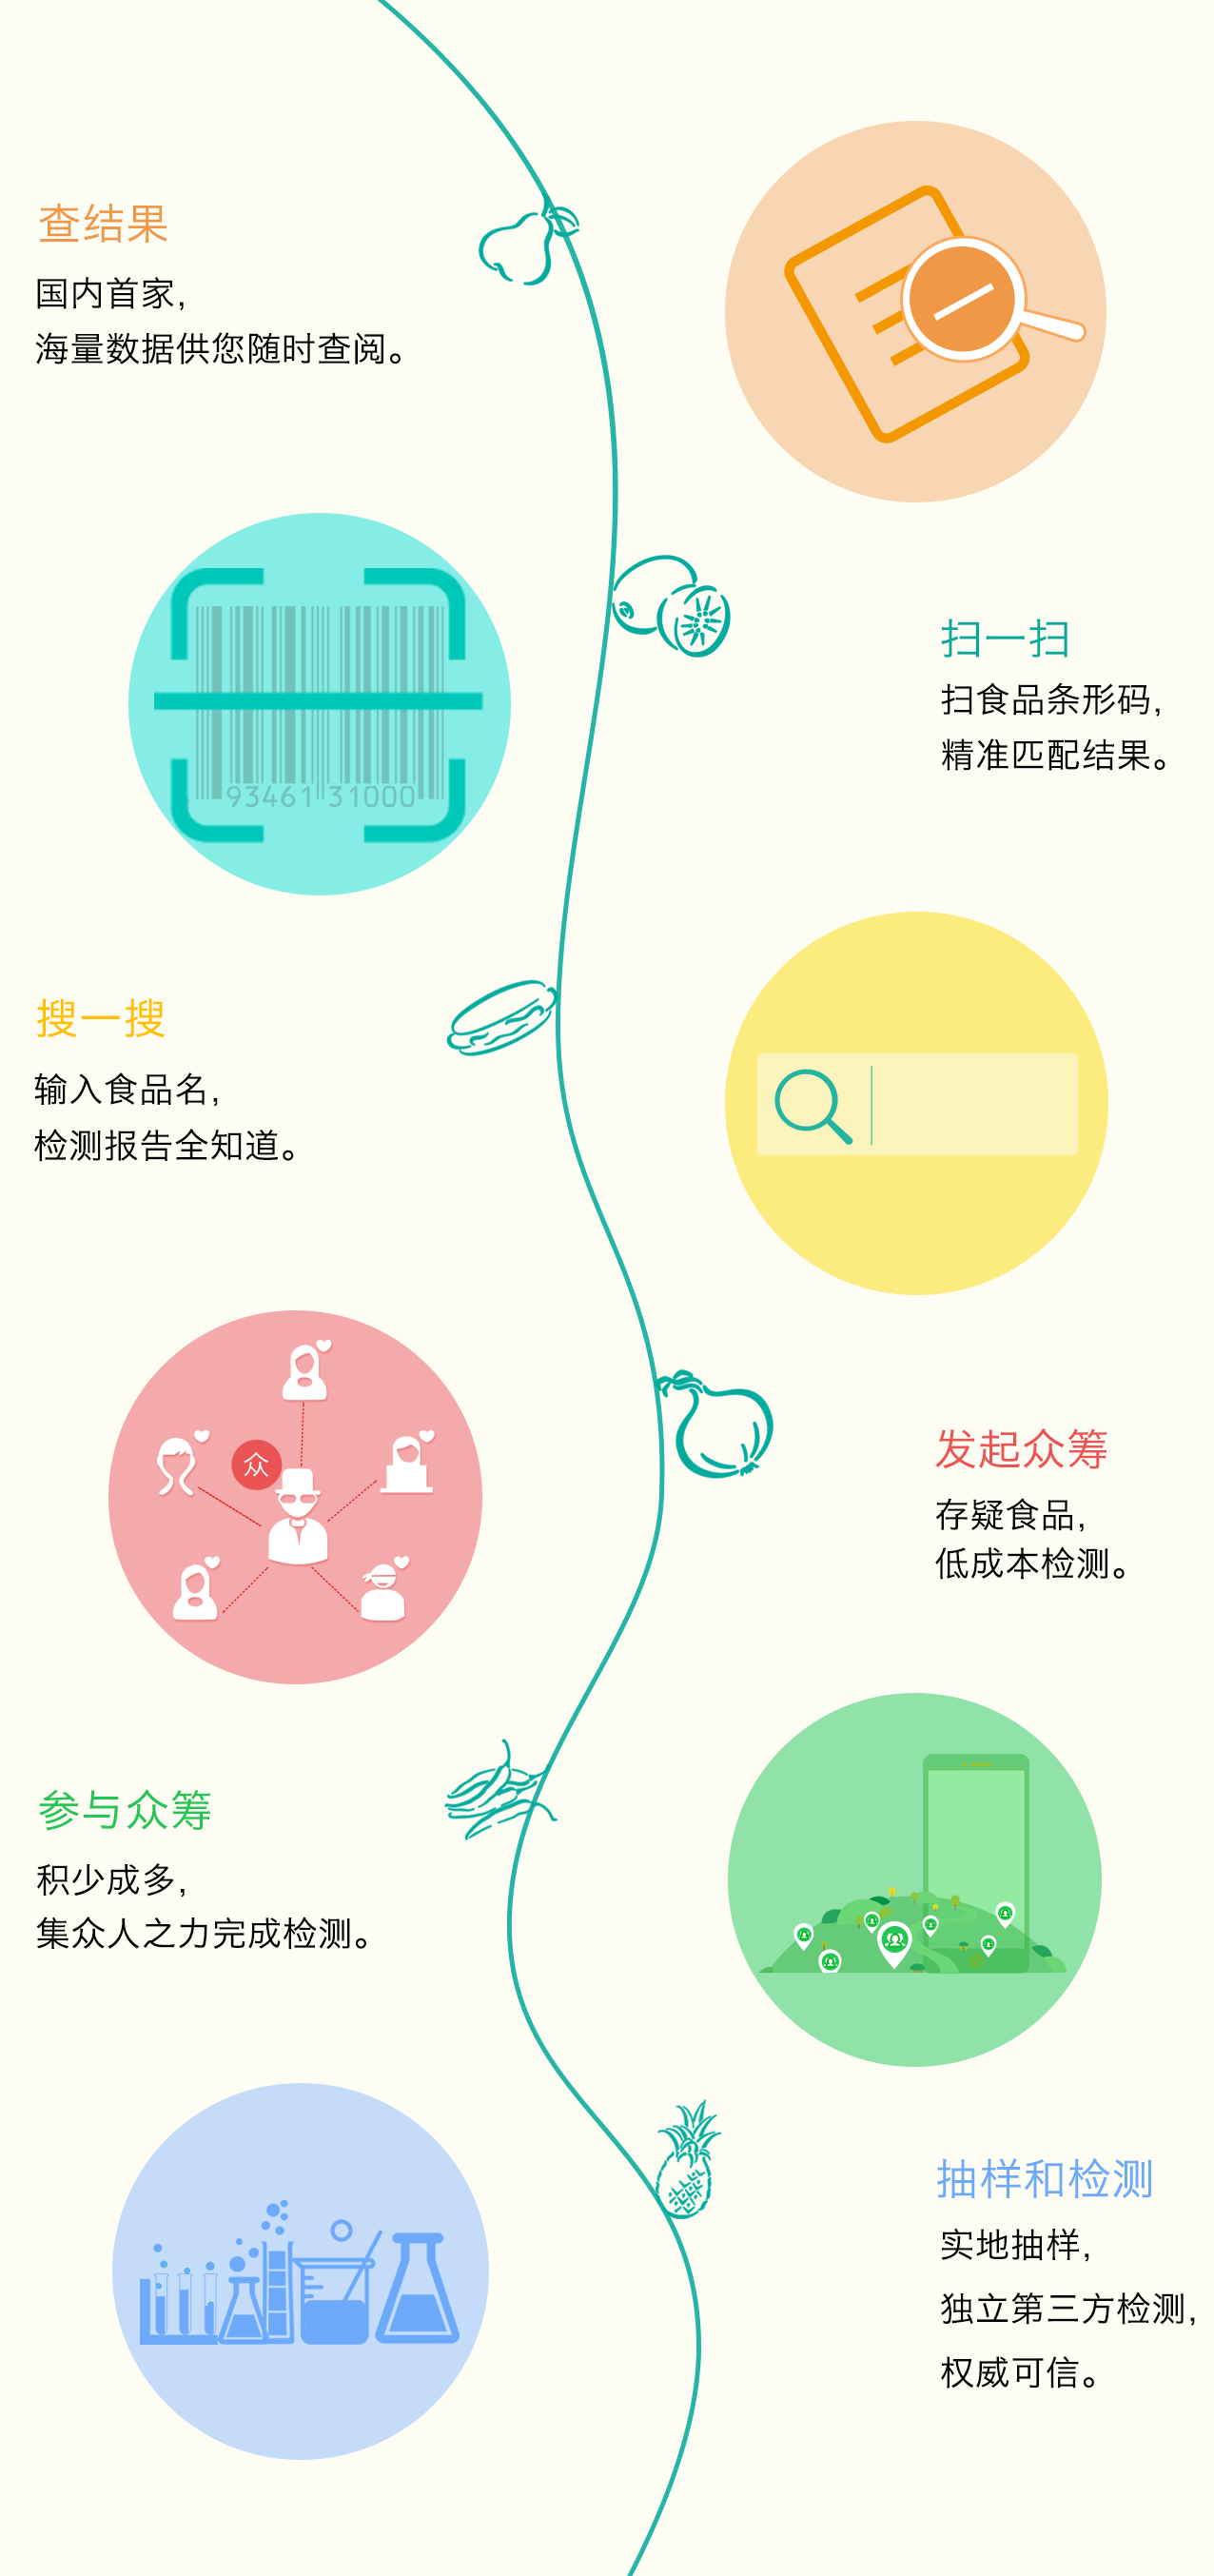 查结果
国内首家,
海量数据供您随时查阅。
93461 31000
扫一扫
扫食品条形码,
精准匹配结果。
搜一搜
输入食品名,
检测报告全知道。
众
发起众筹
存疑食品,
低成本检测。
参与众筹
积少成多,
集众人之力完成检测。
抽样和检测
实地抽样,
独立第三方检测,
权威可信。